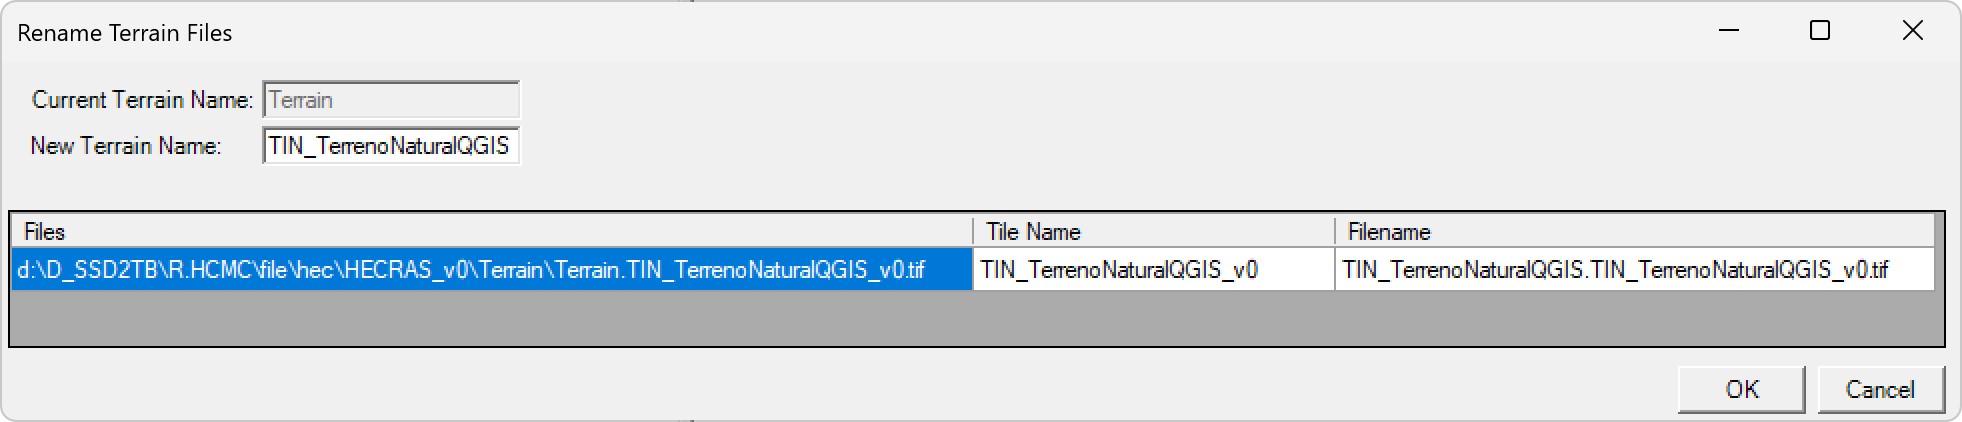 Rename Terrain Files
Current Terrain Name: Terrain
New Terrain Name: TIN_TerrenoNaturalQGIS
Files Tile Name Filename
d:\D_SSD2TB\R.HCMC\file\hec\HECRAS_v0\Terrain\Terrain.TIN_TerrenoNaturalQGIS_v0.tif TIN_TerrenoNaturalQGIS_v0 TIN_TerrenoNaturalQGIS.TIN_TerrenoNaturalQGIS_v0.tif
OK Cancel